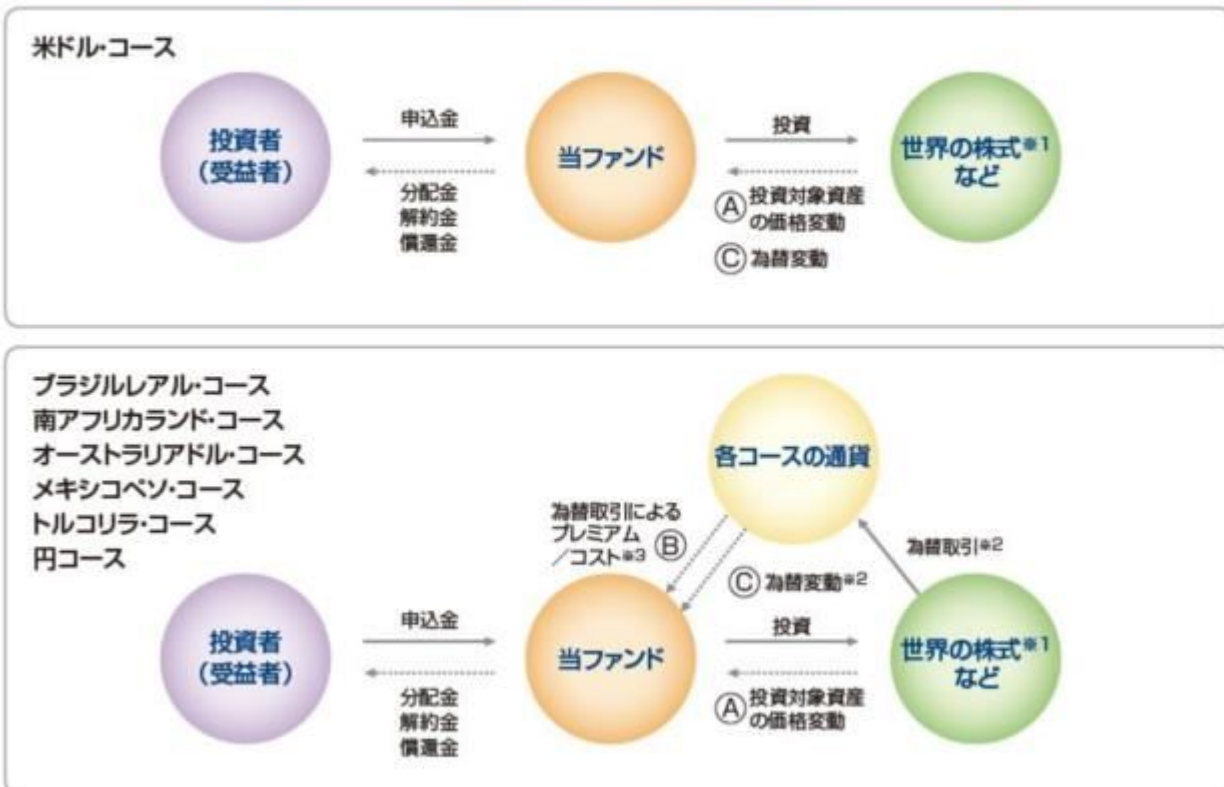 米ドル・コース
投資者
（受益者）
申込金
分配金
解約金
償還金
当ファンド
投資
Ⓐ 投資対象資産
の価格変動
Ⓒ 為替変動
世界の株式※1
など
ブラジルレアル・コース
南アフリカランド・コース
オーストラリアドル・コース
メキシコペソ・コース
トルコリラ・コース
円コース
各コースの通貨
為替取引による
プレミアム
／コスト※3 Ⓑ
Ⓒ 為替変動※2
為替取引※2
投資者
（受益者）
申込金
分配金
解約金
償還金
当ファンド
投資
Ⓐ 投資対象資産
の価格変動
世界の株式※1
など